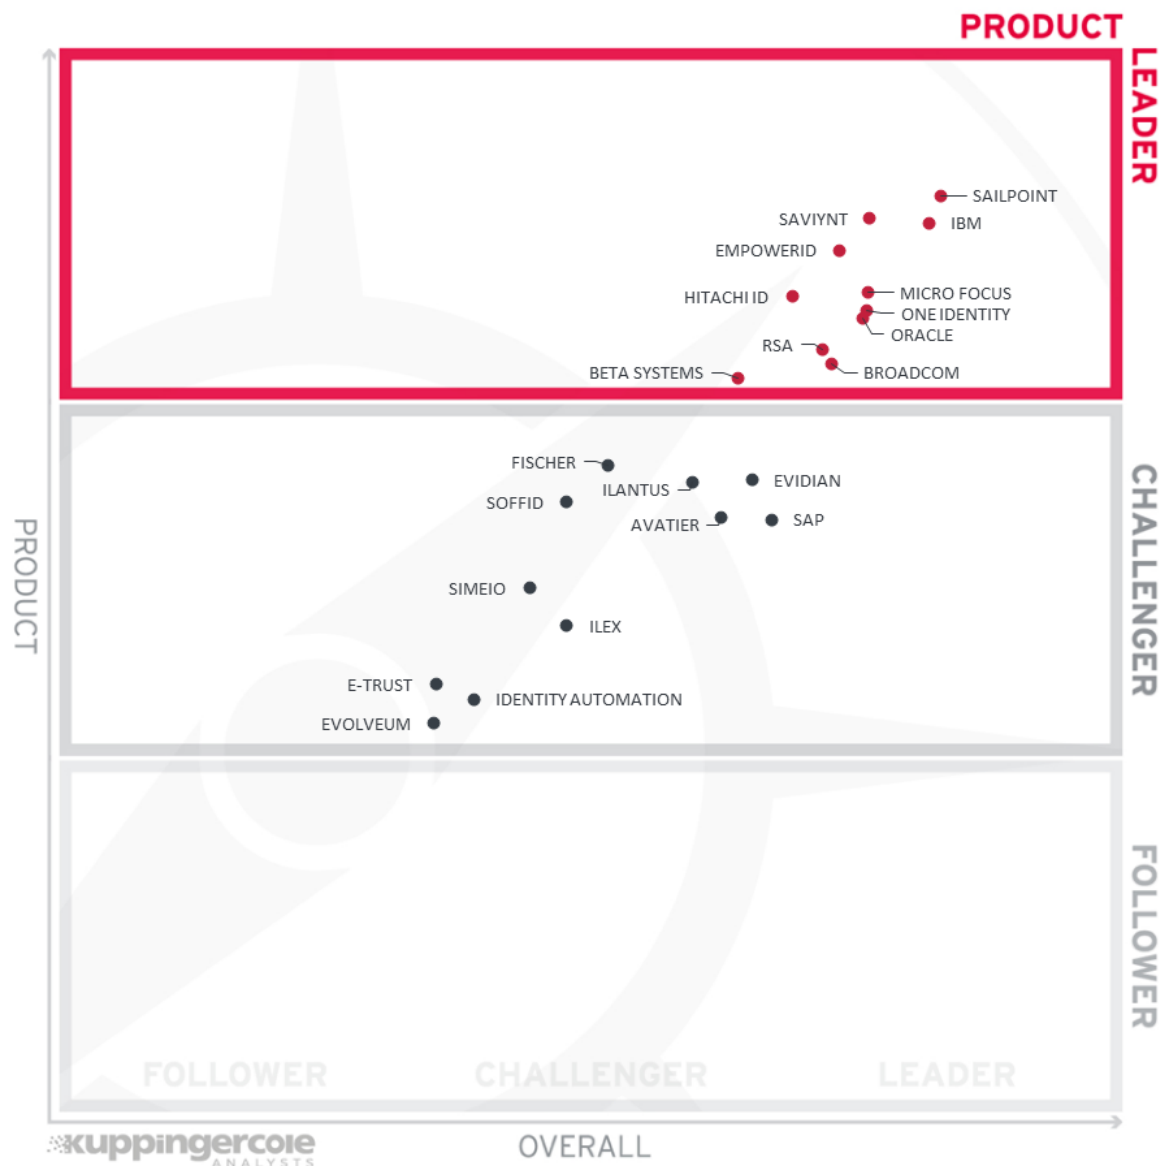 PRODUCT
LEADER
SAILPOINT
SAVIYNT
IBM
EMPOWERID
HITACHI ID
MICRO FOCUS
ONE IDENTITY
ORACLE
RSA
BETA SYSTEMS
BROADCOM
CHALLENGER
FISCHER
ILANTUS
EVIDIAN
SOFFID
AVATIER
SAP
SIMEIO
ILEX
E-TRUST
IDENTITY AUTOMATION
EVOLVEUM
PRODUCT
FOLLOWER
FOLLOWER CHALLENGER LEADER
kuppingercole
ANALYSTS
OVERALL